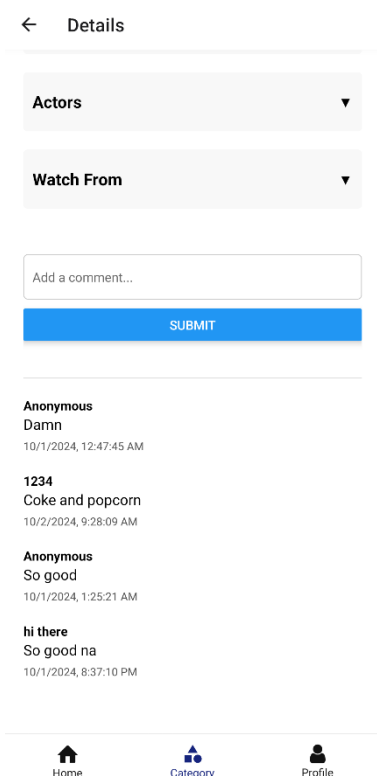 Details
Actors
Watch From
Add a comment...
SUBMIT
Anonymous
Damn
10/1/2024, 12:47:45 AM
1234
Coke and popcorn
10/2/2024, 9:28:09 AM
Anonymous
So good
10/1/2024, 1:25:21 AM
hi there
So good na
10/1/2024, 8:37:10 PM
Home Category Profile